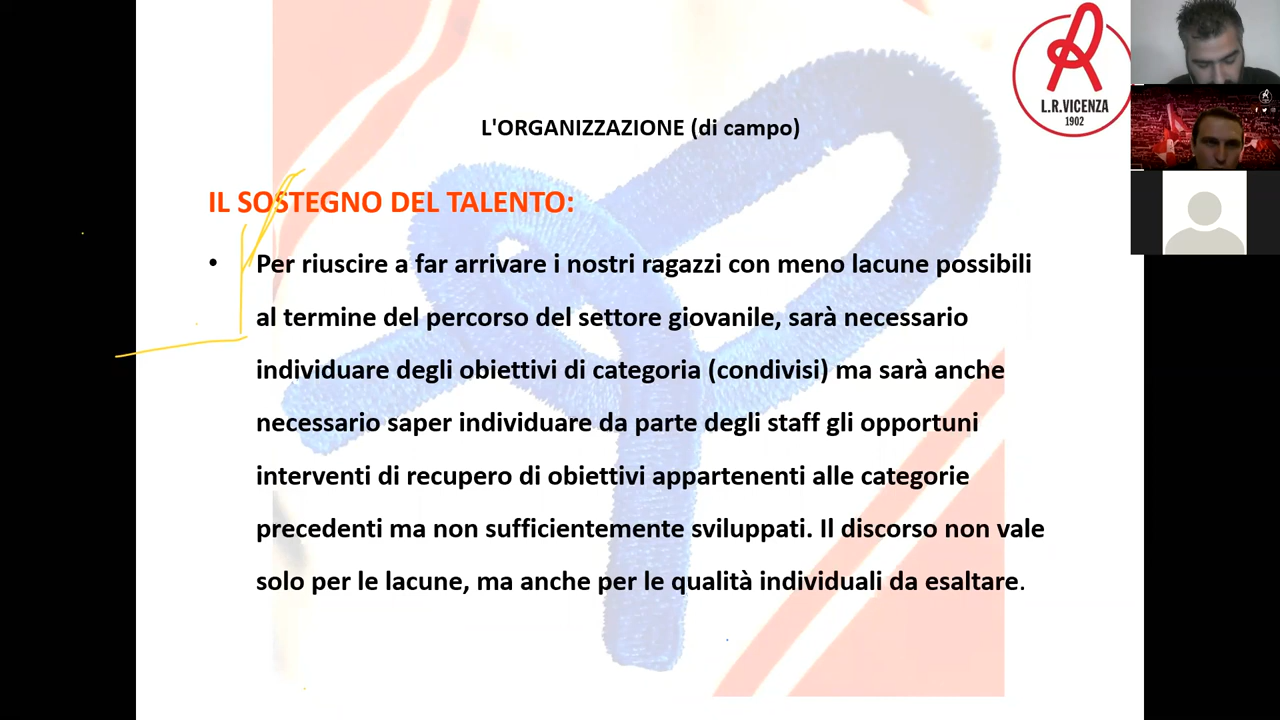 L.R.VICENZA
1902
L'ORGANIZZAZIONE (di campo)
IL SOSTEGNO DEL TALENTO:
• Per riuscire a far arrivare i nostri ragazzi con meno lacune possibili
al termine del percorso del settore giovanile, sarà necessario
individuare degli obiettivi di categoria (condivisi) ma sarà anche
necessario saper individuare da parte degli staff gli opportuni
interventi di recupero di obiettivi appartenenti alle categorie
precedenti ma non sufficientemente sviluppati. Il discorso non vale
solo per le lacune, ma anche per le qualità individuali da esaltare.